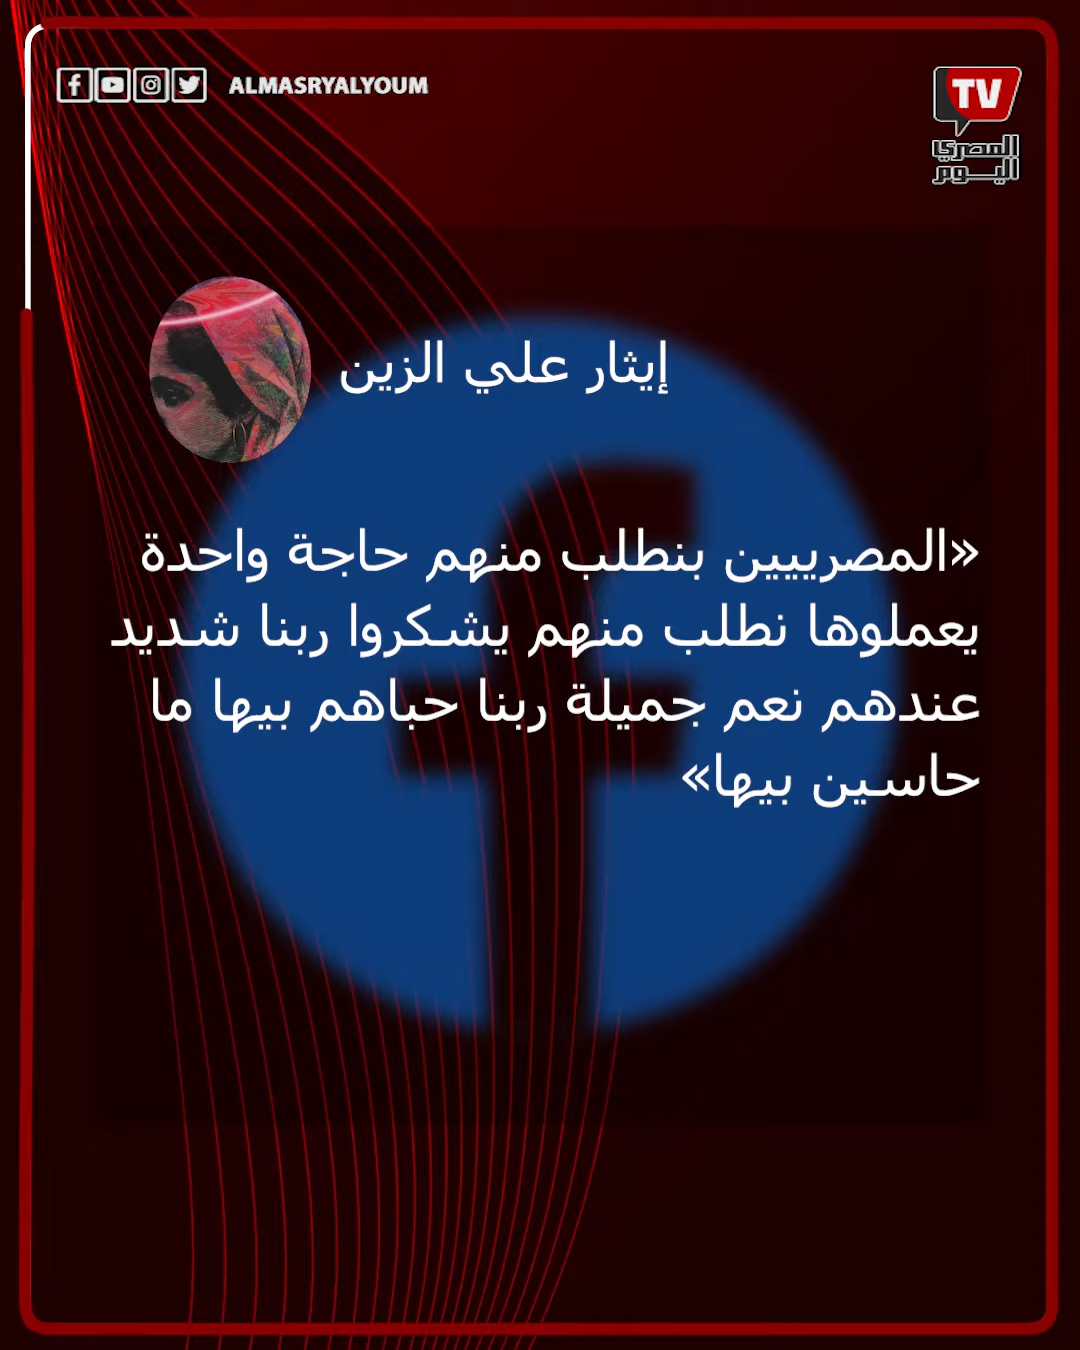 ALMASRYALYOUM
TV
المصري
اليوم
إيثار علي الزين
«المصرييين بنطلب منهم حاجة واحدة
يعملوها نطلب منهم يشكروا ربنا شديد
عندهم نعم جميلة ربنا حباهم بيها ما
حاسين بيها»